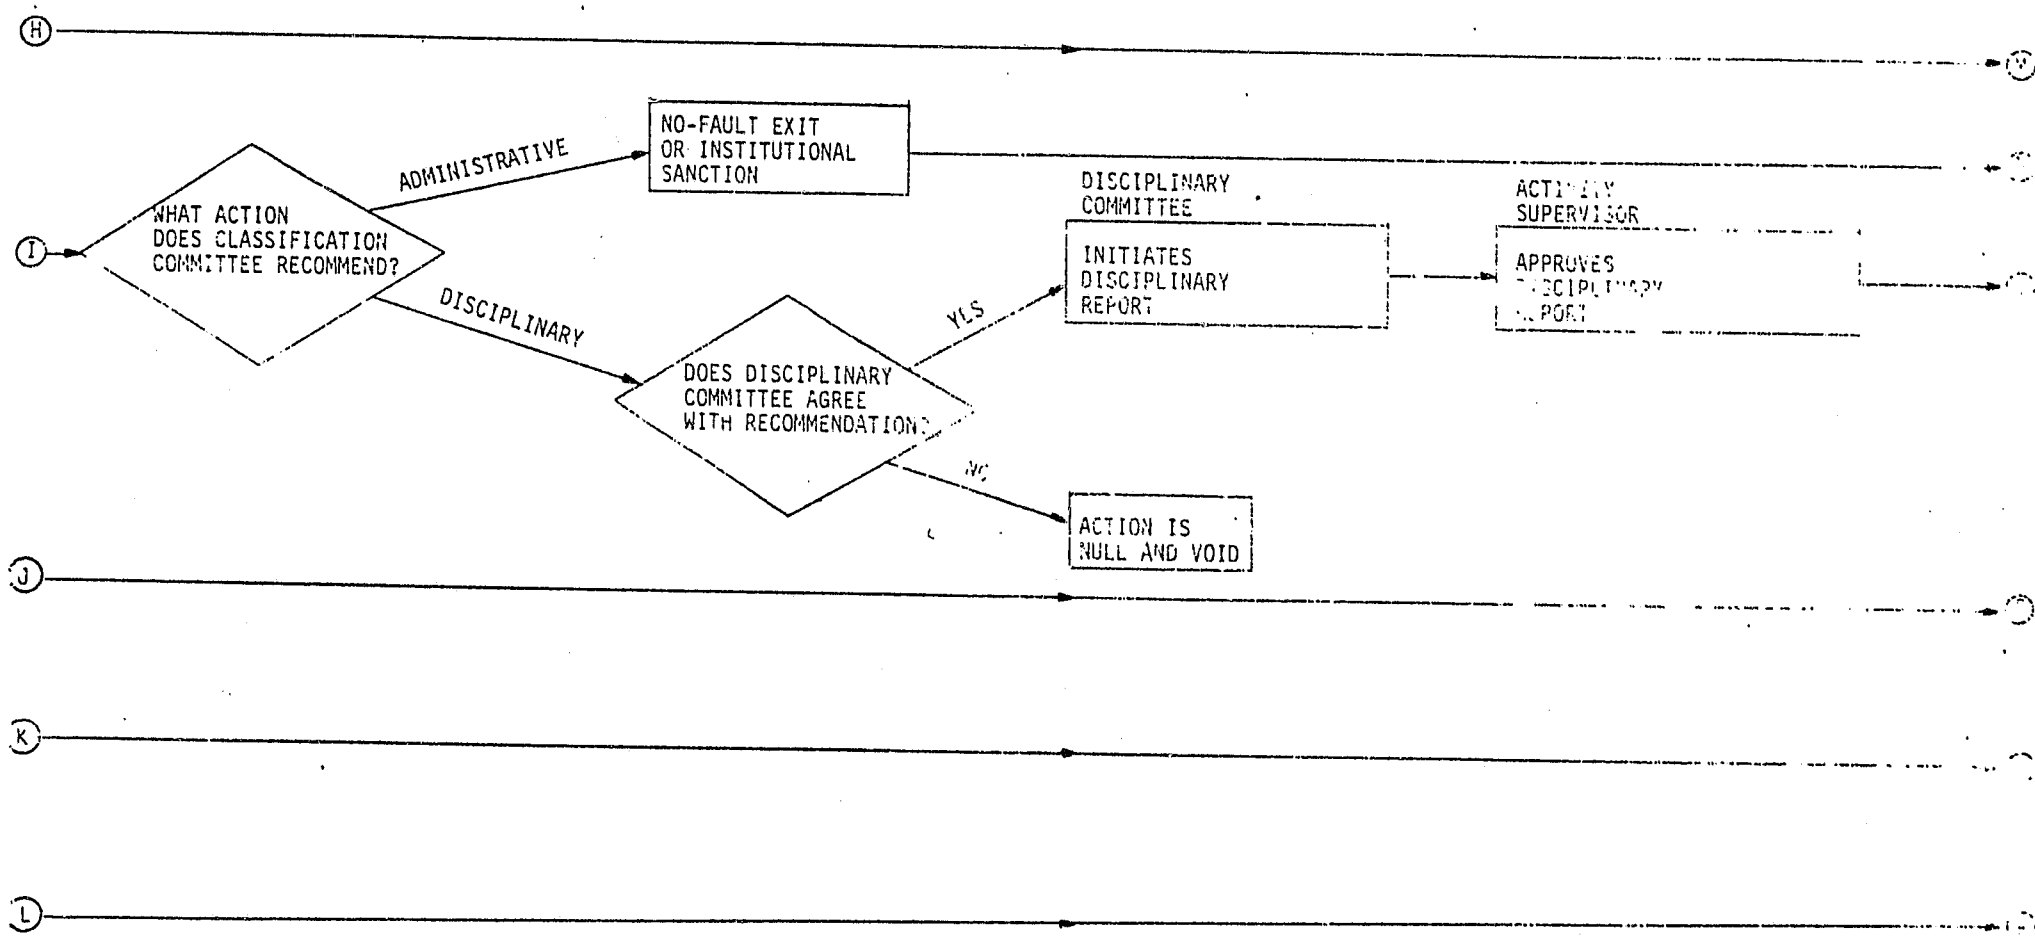 H
ADMINISTRATIVE
NO-FAULT EXIT
OR INSTITUTIONAL
SANCTION
DISCIPLINARY
COMMITTEE
ACTIVITY
SUPERVISOR
I
WHAT ACTION
DOES CLASSIFICATION
COMMITTEE RECOMMEND?
INITIATES
DISCIPLINARY
REPORT
APPROVES
DISCIPLINARY
REPORT
DISCIPLINARY
YES
DOES DISCIPLINARY
COMMITTEE AGREE
WITH RECOMMENDATION?
NO
ACTION IS
NULL AND VOID
J
K
L